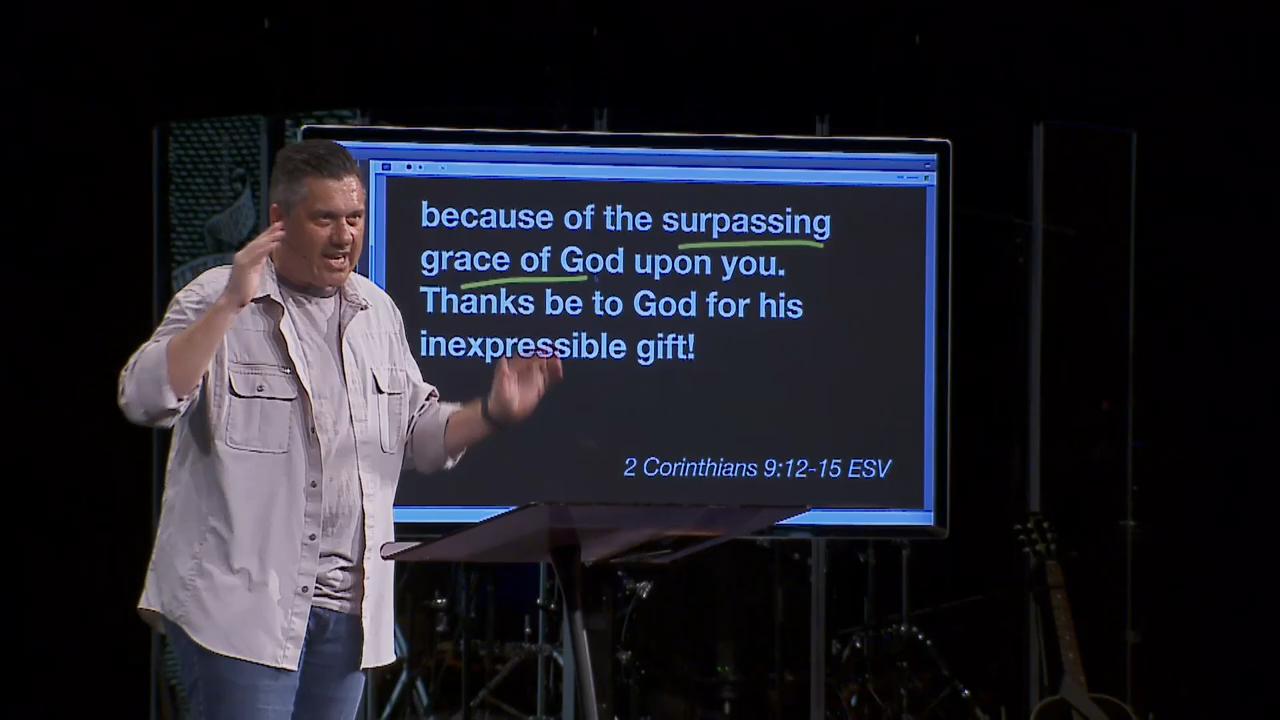 because of the surpassing
grace of God upon you.
Thanks be to God for his
inexpressible gift!
2 Corinthians 9:12-15 ESV